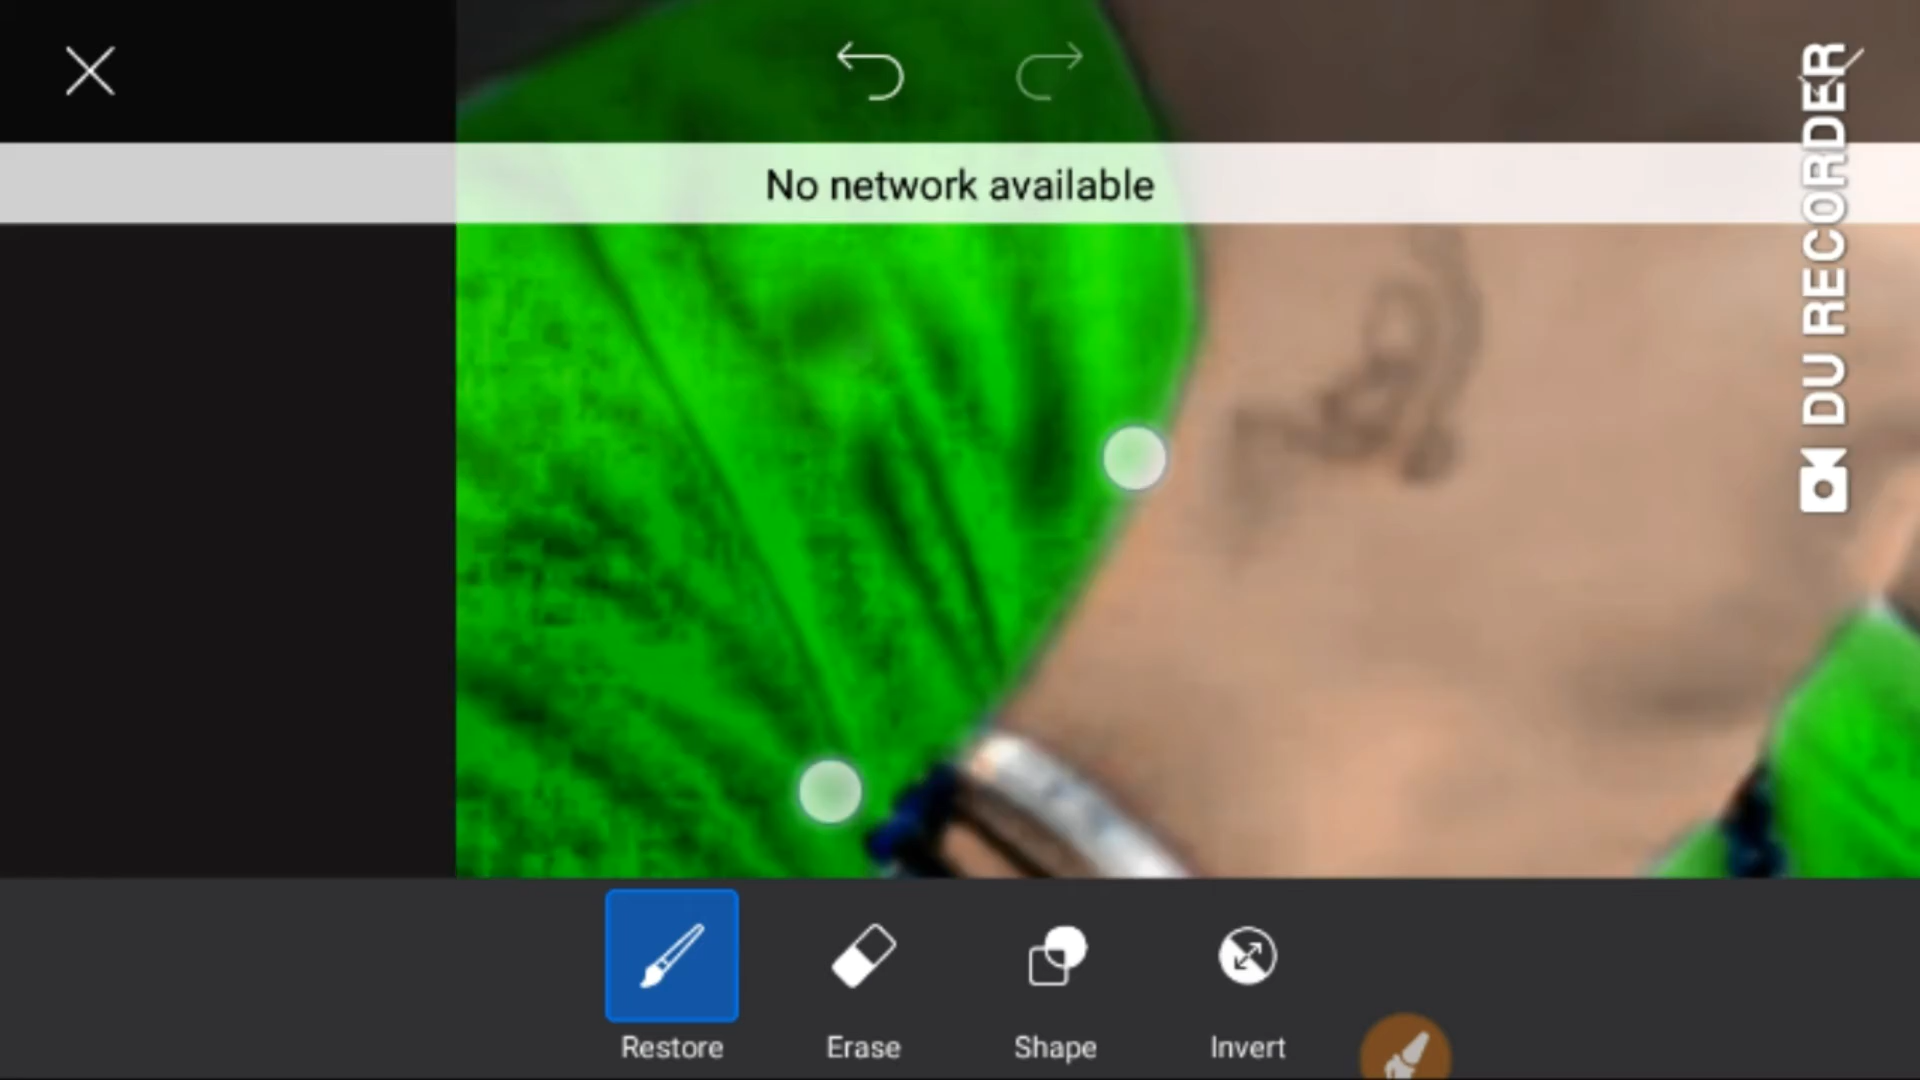 No network available
DU RECORDER
Restore
Erase
Shape
Invert